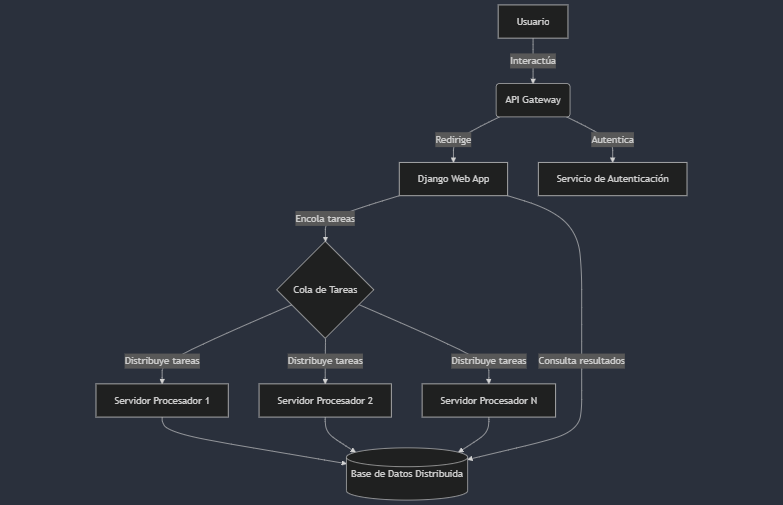 Usuario
Interactúa
API Gateway
Redirige
Autentica
Django Web App
Servicio de Autenticación
Encola tareas
Cola de Tareas
Distribuye tareas
Distribuye tareas
Distribuye tareas
Consulta resultados
Servidor Procesador 1
Servidor Procesador 2
Servidor Procesador N
Base de Datos Distribuida